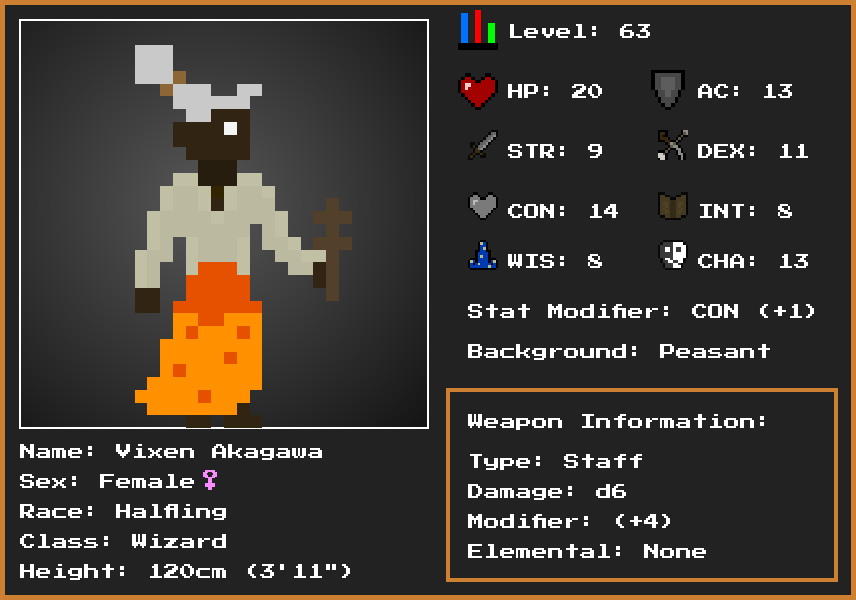 Level: 63
HP: 20 AC: 13
STR: 9 DEX: 11
CON: 14 INT: 8
WIS: 8 CHA: 13
Stat Modifier: CON (+1)
Background: Peasant
Weapon Information:
Type: Staff
Damage: d6
Modifier: (+4)
Elemental: None
Name: Vixen Akagawa
Sex: Female♀
Race: Halfling
Class: Wizard
Height: 120cm (3'11")